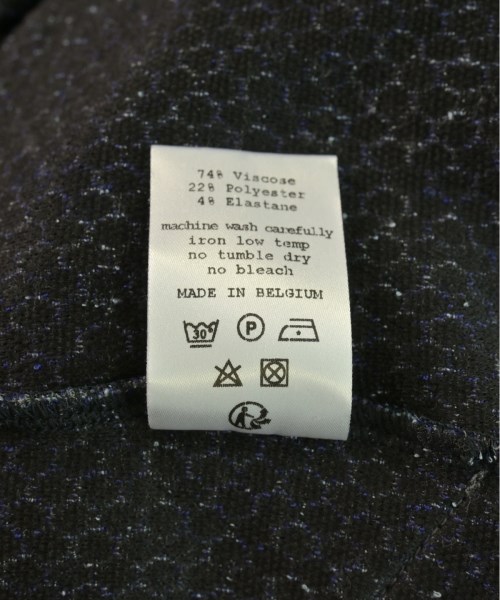 74% Viscose
22% Polyester
4% Elastane
machine wash carefully
iron low temp
no tumble dry
no bleach
MADE IN BELGIUM
30°
P